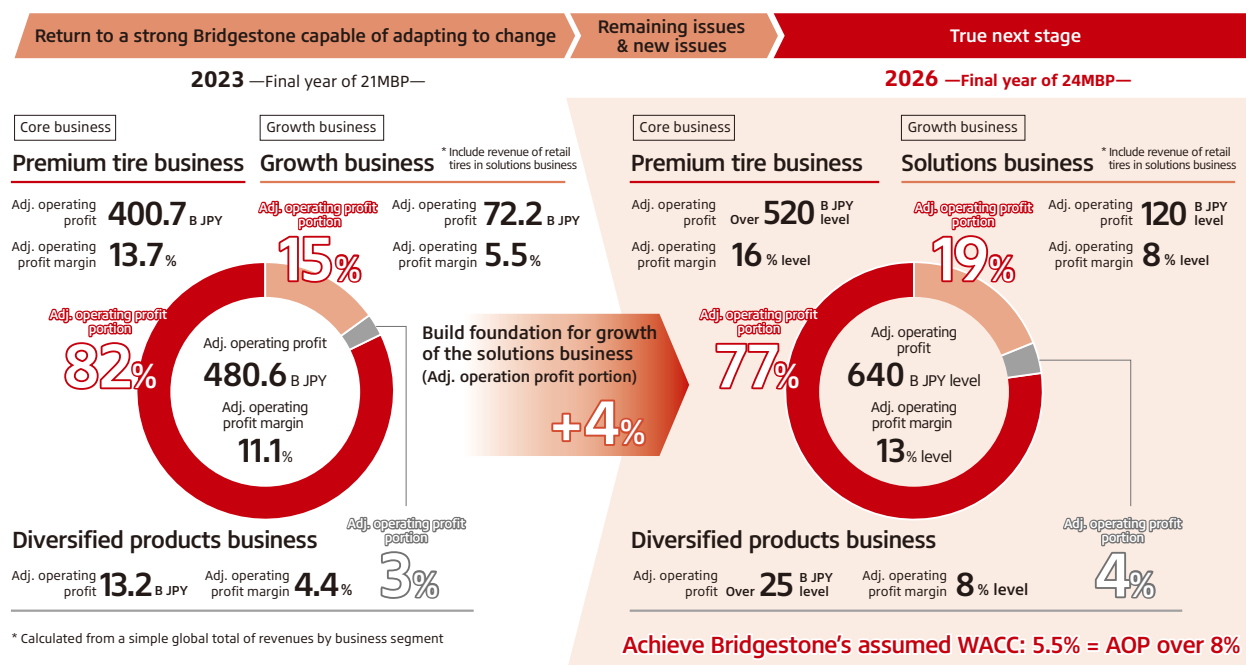 Return to a strong Bridgestone capable of adapting to change
Remaining issues
& new issues
True next stage
2023 —Final year of 21MBP—
2026 —Final year of 24MBP—
Core business
Premium tire business
Adj. operating
profit
400.7 B JPY
Adj. operating
profit margin
13.7 %
Growth business
Growth business
* Include revenue of retail
tires in solutions business
Adj. operating profit
portion
15%
Adj. operating
profit
72.2 B JPY
Adj. operating
profit margin
5.5 %
Adj. operating profit
portion
82%
Adj. operating profit
480.6 B JPY
Adj. operating
profit margin
11.1%
Build foundation for growth
of the solutions business
(Adj. operation profit portion)
+4%
Diversified products business
Adj. operating
profit
13.2 B JPY
Adj. operating
profit margin
4.4 %
Adj. operating profit
portion
3%
* Calculated from a simple global total of revenues by business segment
Core business
Premium tire business
Adj. operating
profit
Over 520 B JPY
level
Adj. operating
profit margin
16 % level
Growth business
Solutions business
* Include revenue of retail
tires in solutions business
Adj. operating profit
portion
19%
Adj. operating
profit
120 B JPY
level
Adj. operating
profit margin
8 % level
Adj. operating profit
portion
77%
Adj. operating
profit
640 B JPY level
Adj. operating
profit margin
13 % level
Diversified products business
Adj. operating
profit
Over 25 B JPY
level
Adj. operating
profit margin
8 % level
Adj. operating profit
portion
4%
Achieve Bridgestone's assumed WACC: 5.5% = AOP over 8%